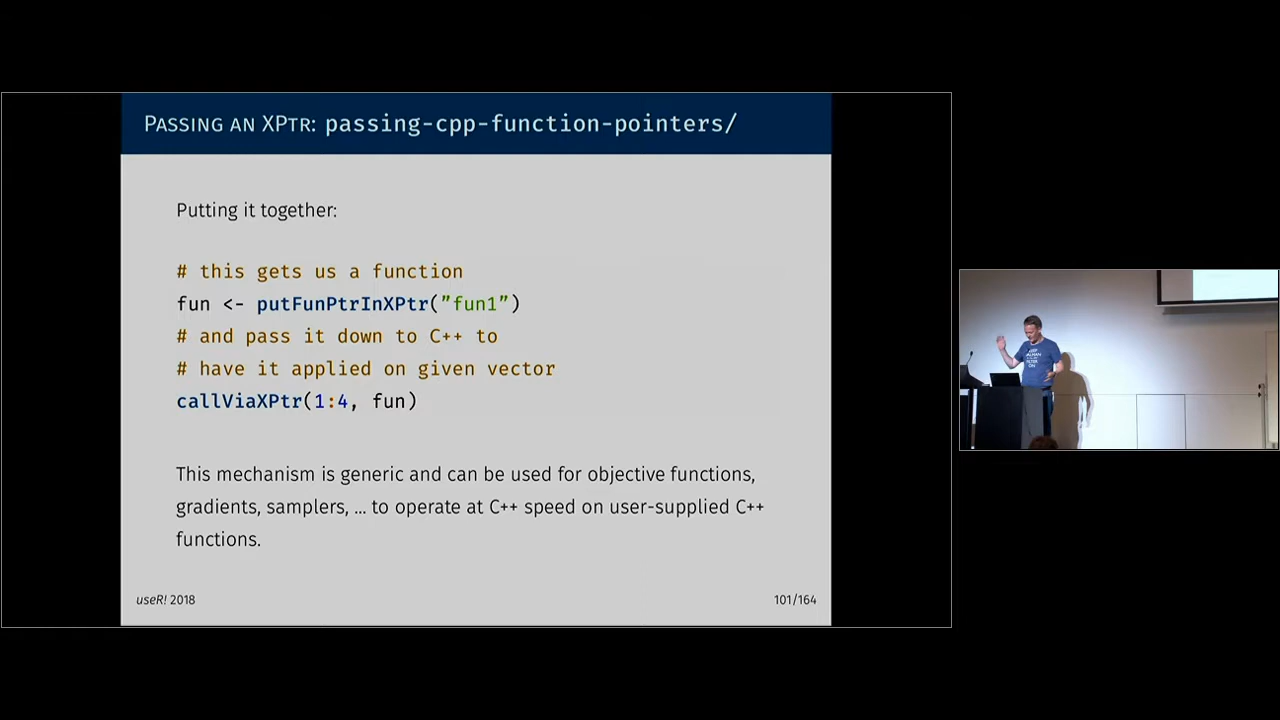 PASSING AN XPTR: passing-cpp-function-pointers/
Putting it together:
# this gets us a function
fun <- putFunPtrInXPtr("fun1")
# and pass it down to C++ to
# have it applied on given vector
callViaXPtr(1:4, fun)
This mechanism is generic and can be used for objective functions,
gradients, samplers, ... to operate at C++ speed on user-supplied C++
functions.
useR! 2018
101/164